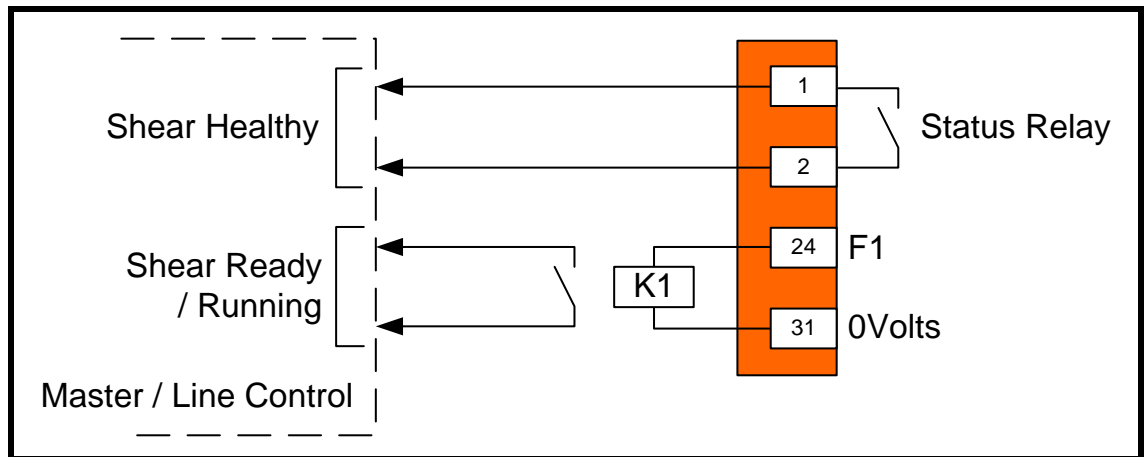 Shear Healthy
1
2
Status Relay
Shear Ready
/ Running
K1
24
F1
31
0Volts
Master / Line Control